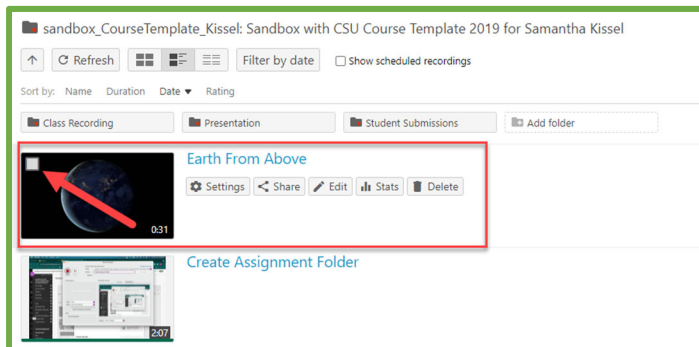 sandbox_CourseTemplate_Kissel: Sandbox with CSU Course Template 2019 for Samantha Kissel
Refresh Filter by date Show scheduled recordings
Sort by: Name Duration Date ▼ Rating
Class Recording Presentation Student Submissions Add folder
Earth From Above
Settings Share Edit Stats Delete
0:31
Create Assignment Folder
2:07